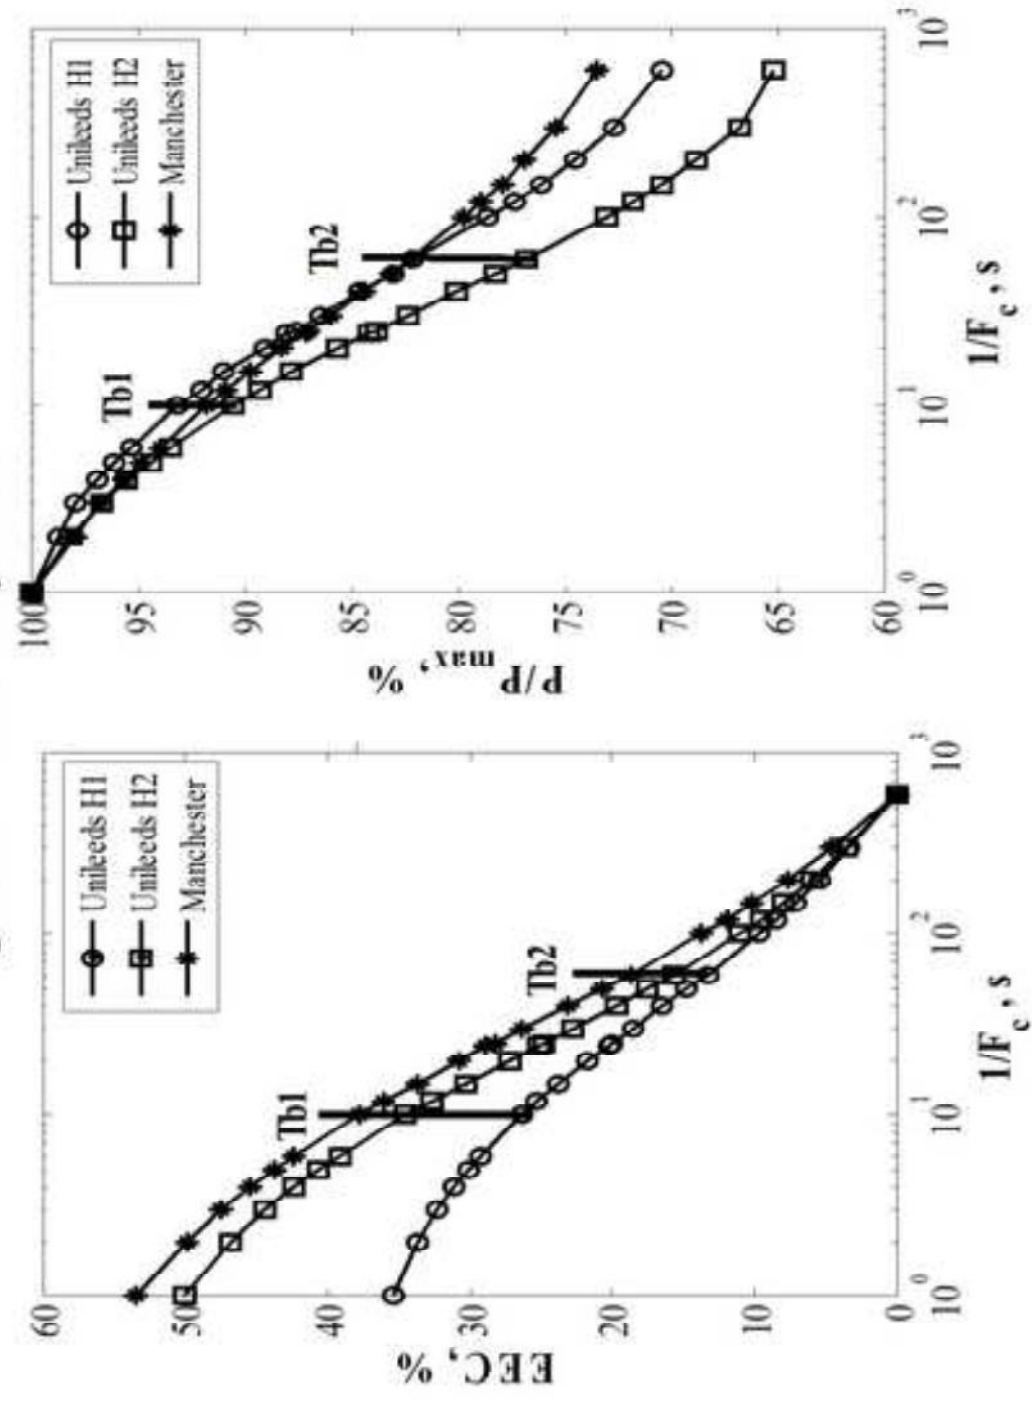 60
50
40
30
20
10
0
EEC, %
10^0
10^1
10^2
10^3
1/F_c, s
Unileeds H1
Unileeds H2
Manchester
Tb1
Tb2
100
95
90
85
80
75
70
65
60
P/P_max, %
10^0
10^1
10^2
10^3
1/F_c, s
Unileeds H1
Unileeds H2
Manchester
Tb1
Tb2